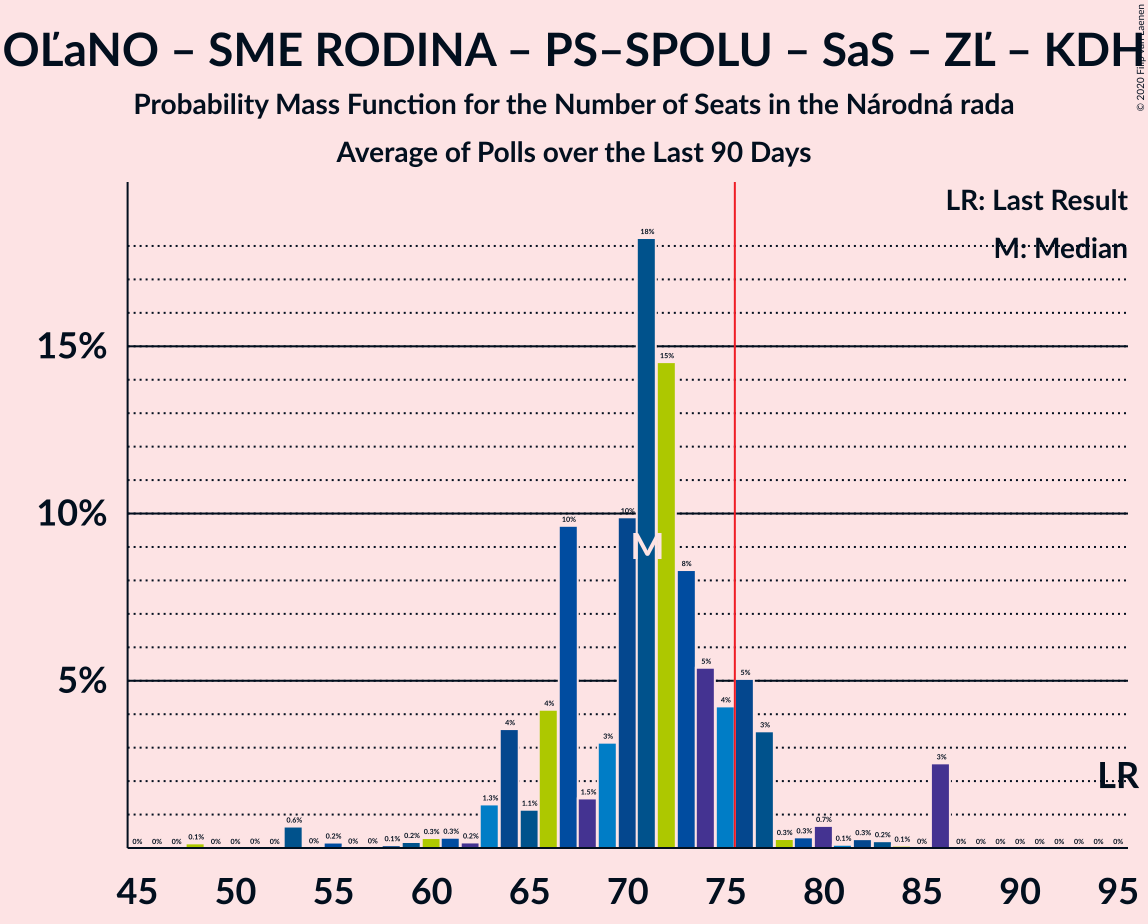 OĽaNO – SME RODINA – PS–SPOLU – SaS – ZĽ – KDH
Probability Mass Function for the Number of Seats in the Národná rada
Average of Polls over the Last 90 Days
© 2020 Filip van Laenen
LR: Last Result
M: Median
15%
10%
5%
0% 0% 0% 0.1% 0% 0% 0% 0% 0.6% 0% 0.2% 0% 0% 0.1% 0.2% 0.3% 0.3% 0.2% 1.3% 4% 1.1% 4% 10% 1.5% 3% 10% 18% 15% 8% 5% 4% 5% 3% 0.3% 0.3% 0.7% 0.1% 0.3% 0.2% 0.1% 0% 3% 0% 0% 0% 0% 0% 0% 0% 0% 0%
M
LR
45 50 55 60 65 70 75 80 85 90 95